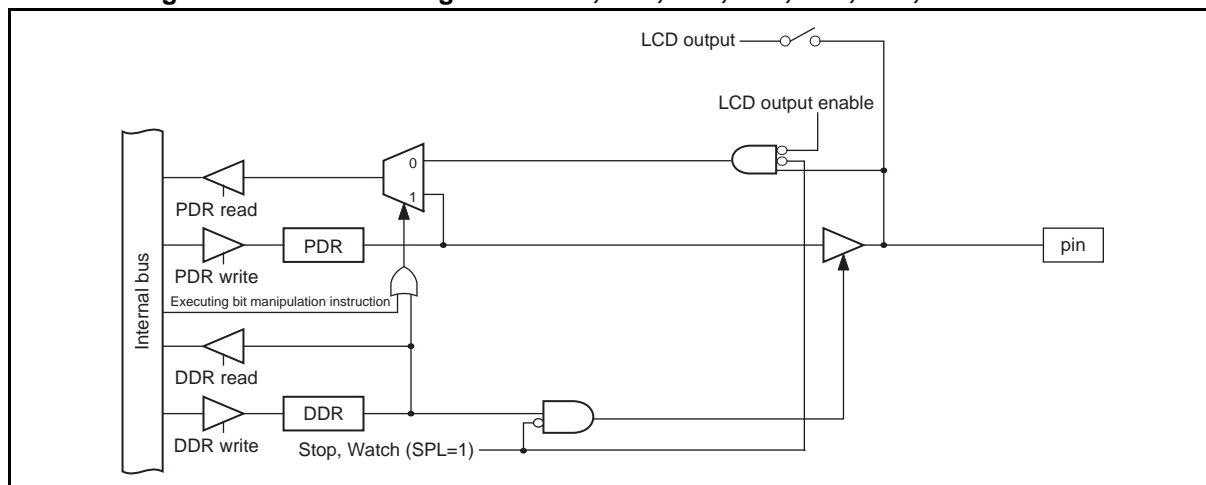 LCD output
LCD output enable
0
1
PDR read
PDR
pin
PDR write
Internal bus
Executing bit manipulation instruction
DDR read
DDR
DDR write
Stop, Watch (SPL=1)